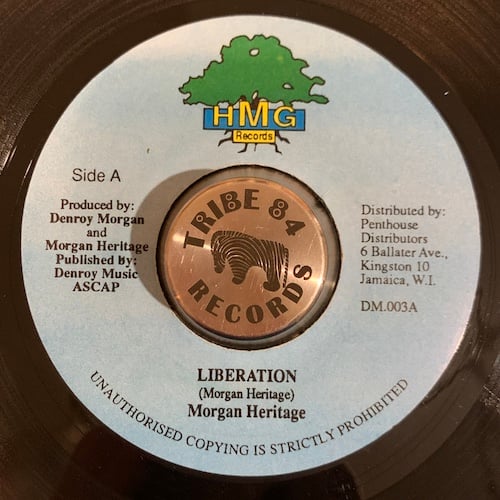 HMG
Records
Side A
Produced by:
Denroy Morgan
and
Morgan Heritage
Published by:
Denroy Music
ASCAP
TRIBE 84
RECORDS
Distributed by:
Penthouse
Distributors
6 Ballater Ave.,
Kingston 10
Jamaica, W.I.
DM.003A
LIBERATION
(Morgan Heritage)
Morgan Heritage
UNAUTHORISED COPYING IS STRICTLY PROHIBITED